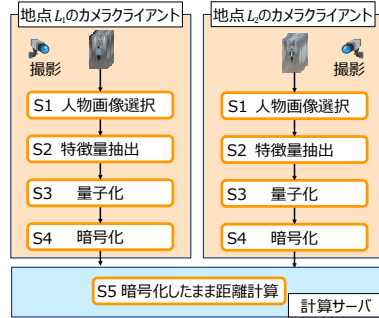 地点L₁のカメラクライアント
撮影
S1 人物画像選択
S2 特徴量抽出
S3 量子化
S4 暗号化
地点L₂のカメラクライアント
撮影
S1 人物画像選択
S2 特徴量抽出
S3 量子化
S4 暗号化
S5 暗号化したまま距離計算
計算サーバ